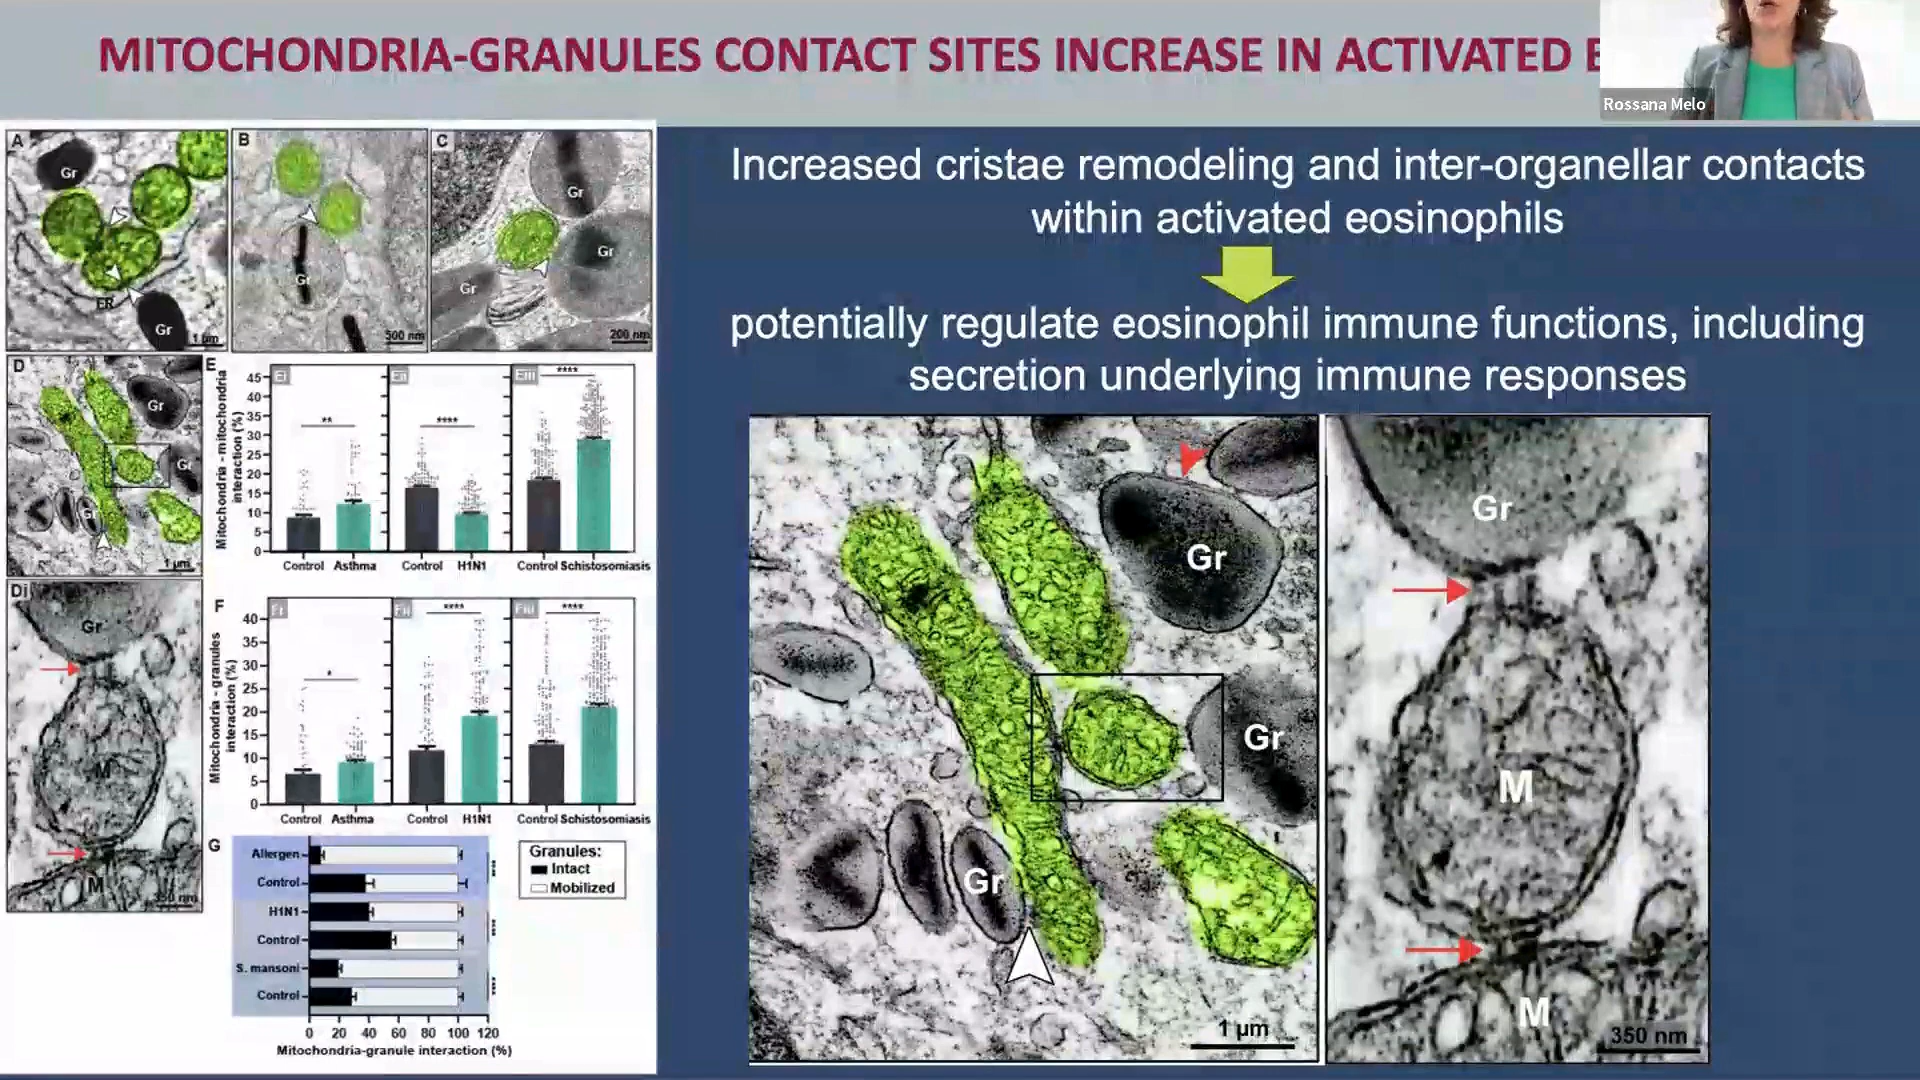 MITOCHONDRIA-GRANULES CONTACT SITES INCREASE IN ACTIVATED E
Rossana Melo
Increased cristae remodeling and inter-organellar contacts
within activated eosinophils
potentially regulate eosinophil immune functions, including
secretion underlying immune responses
A
Gr
ER
Gr
1 µm
B
Gr
500 nm
C
Gr
Gr
Gr
200 nm
D
Gr
Gr
Gr
1 µm
Di
Gr
M
M
350 nm
E
Mitochondria - mitochondria
interaction (%)
45
40
35
30
25
20
15
10
5
0
Ei
**
Control Asthma
Eii
****
Control H1N1
Eiii
****
Control Schistosomiasis
F
Mitochondria - granules
interaction (%)
40
35
30
25
20
15
10
5
0
Fi
*
Control Asthma
Fii
****
Control H1N1
Fiii
****
Control Schistosomiasis
G
Allergen
Control
H1N1
Control
S. mansoni
Control
0 20 40 60 80 100 120
Mitochondria-granule interaction (%)
Granules:
Intact
Mobilized
Gr
Gr
Gr
1 µm
Gr
M
M
350 nm